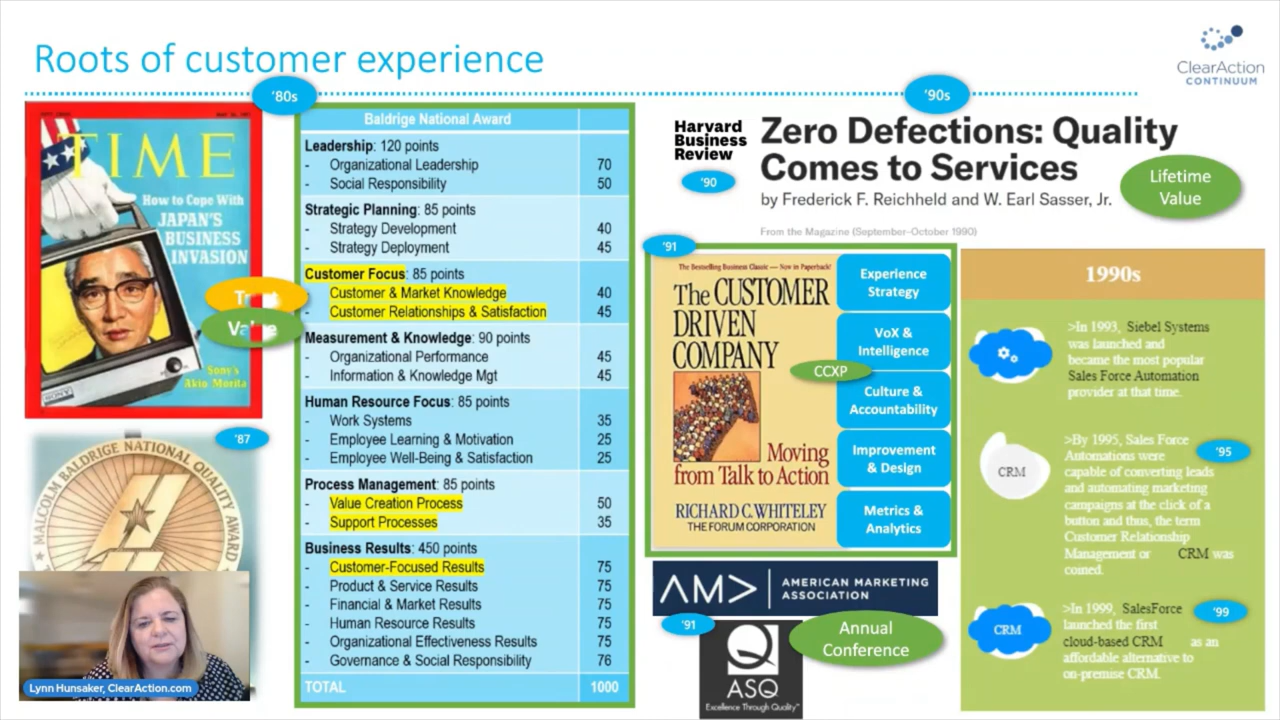 Roots of customer experience
ClearAction
CONTINUUM
'80s
'90s
TIME
How to Cope With
JAPAN'S
BUSINESS
INVASION
Sony's
Akio Morita
SONY
Value
'87
MALCOLM BALDRIGE NATIONAL QUALITY AWARD
Lynn Hunsaker, ClearAction.com
Baldrige National Award
Leadership: 120 points
- Organizational Leadership 70
- Social Responsibility 50
Strategic Planning: 85 points
- Strategy Development 40
- Strategy Deployment 45
Customer Focus: 85 points
- Customer & Market Knowledge 40
- Customer Relationships & Satisfaction 45
Measurement & Knowledge: 90 points
- Organizational Performance 45
- Information & Knowledge Mgt 45
Human Resource Focus: 85 points
- Work Systems 35
- Employee Learning & Motivation 25
- Employee Well-Being & Satisfaction 25
Process Management: 85 points
- Value Creation Process 50
- Support Processes 35
Business Results: 450 points
- Customer-Focused Results 75
- Product & Service Results 75
- Financial & Market Results 75
- Human Resource Results 75
- Organizational Effectiveness Results 75
- Governance & Social Responsibility 76
TOTAL 1000
Harvard
Business
Review
'90
Zero Defections: Quality
Comes to Services
by Frederick F. Reichheld and W. Earl Sasser, Jr.
From the Magazine (September-October 1990)
Lifetime
Value
'91
The Bestselling Business Classic — Now in Paperback!
The CUSTOMER
DRIVEN
COMPANY
Moving
from Talk to Action
RICHARD C. WHITELEY
THE FORUM CORPORATION
CCXP
Experience
Strategy
VoX &
Intelligence
Culture &
Accountability
Improvement
& Design
Metrics &
Analytics
AMA
AMERICAN MARKETING
ASSOCIATION
'91
ASQ
Excellence Through Quality™
Annual
Conference
1990s
>In 1993, Siebel Systems
was launched and
became the most popular
Sales Force Automation
provider at that time.
CRM
>By 1995, Sales Force
Automations were
capable of converting leads
and automating marketing
campaigns at the click of a
button and thus, the term
Customer Relationship
Management or CRM was
coined.
'95
CRM
>In 1999, SalesForce
launched the first
cloud-based CRM as an
affordable alternative to
on-premise CRM.
'99